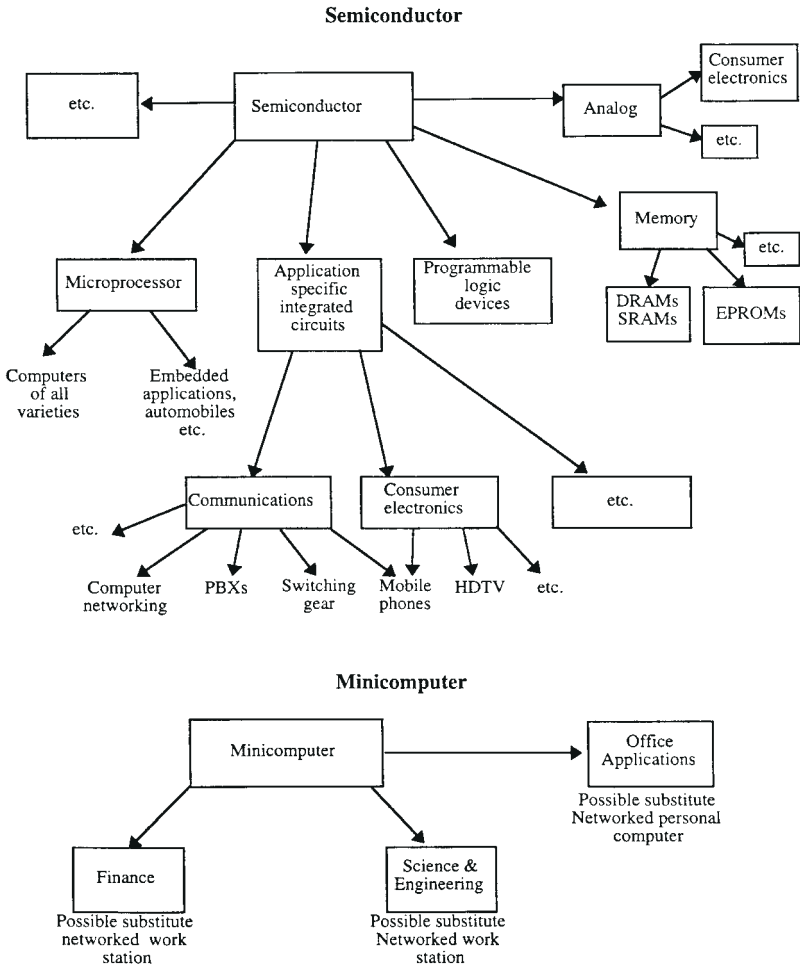 Semiconductor
etc.
Semiconductor
Analog
Consumer
electronics
etc.
Memory
etc.
DRAMs
SRAMs
EPROMs
Microprocessor
Application
specific
integrated
circuits
Programmable
logic
devices
Computers
of all
varieties
Embedded
applications,
automobiles
etc.
Communications
Consumer
electronics
etc.
etc.
Computer
networking
PBXs
Switching
gear
Mobile
phones
HDTV
etc.
Minicomputer
Minicomputer
Office
Applications
Possible substitute
Networked personal
computer
Finance
Possible substitute
networked work
station
Science &
Engineering
Possible substitute
Networked work
station